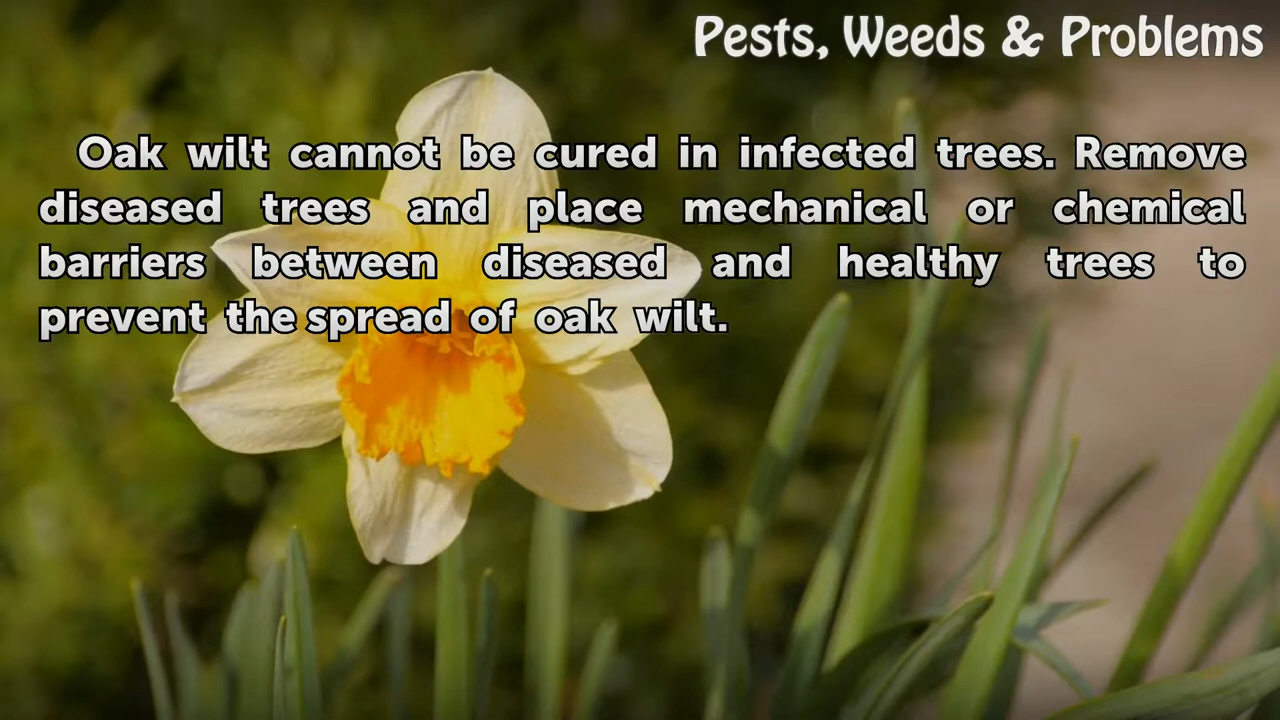 Pests, Weeds & Problems
Oak wilt cannot be cured in infected trees. Remove
diseased trees and place mechanical or chemical
barriers between diseased and healthy trees to
prevent the spread of oak wilt.